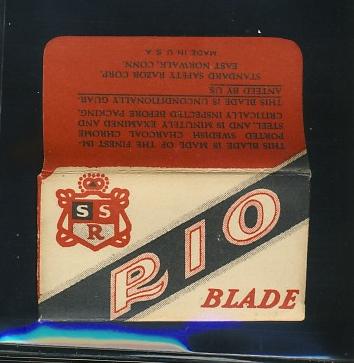 THIS BLADE IS MADE OF THE FINEST IM-
PORTED SWEDISH CHARCOAL CHROME
STEEL AND IS MINUTELY EXAMINED AND
CRITICALLY INSPECTED BEFORE PACKING.
THIS BLADE IS UNCONDITIONALLY GUAR-
ANTEED BY US
STANDARD SAFETY RAZOR CORP.
EAST NORWALK, CONN.
MADE IN U S A
S S
R
RIO
BLADE